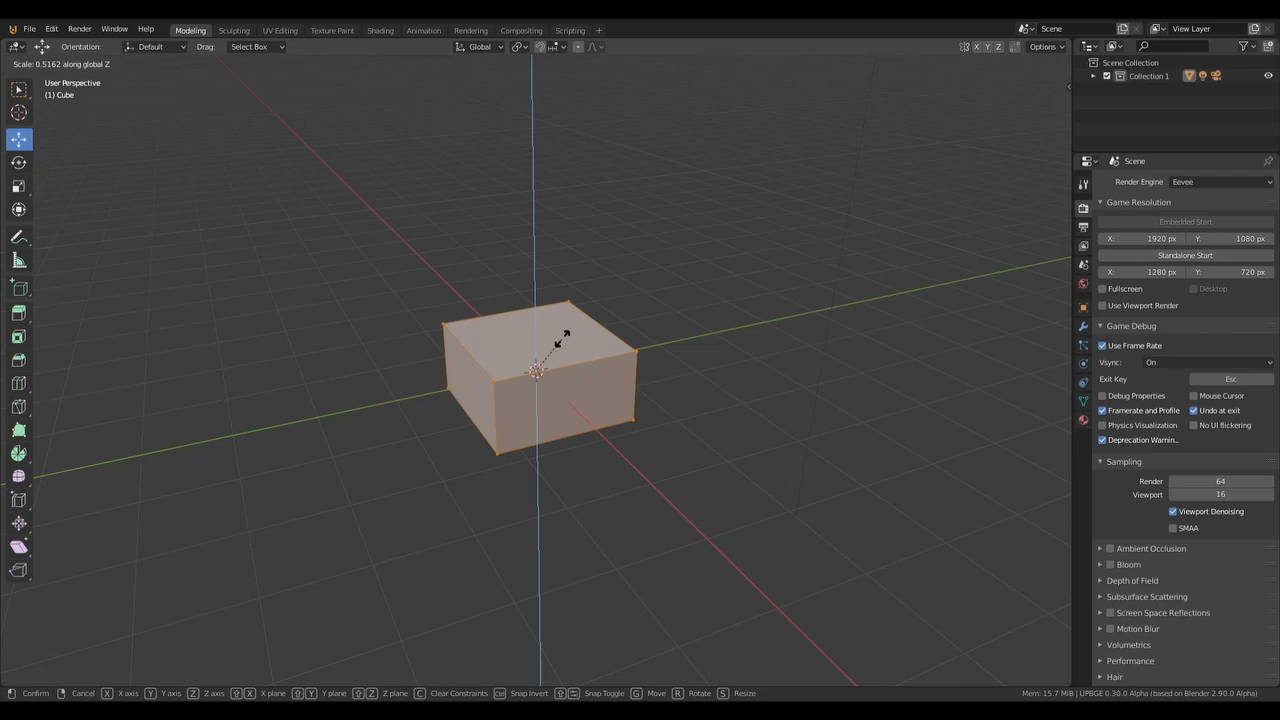 File Edit Render Window Help Modeling Sculpting UV Editing Texture Paint Shading Animation Rendering Compositing Scripting + Scene View Layer
Orientation: Default Drag: Select Box Global X Y Z Options
Scale: 0.5162 along global Z
User Perspective
(1) Cube
Scene Collection
Collection 1
Scene
Render Engine Eevee
Game Resolution
Embedded Start
X: 1920 px Y: 1080 px
Standalone Start
X: 1280 px Y: 720 px
Fullscreen Desktop
Use Viewport Render
Game Debug
Use Frame Rate
Vsync: On
Exit Key Esc
Debug Properties Mouse Cursor
Framerate and Profile Undo at exit
Physics Visualization No UI flickering
Deprecation Warnin...
Sampling
Render 64
Viewport 16
Viewport Denoising
SMAA
Ambient Occlusion
Bloom
Depth of Field
Subsurface Scattering
Screen Space Reflections
Motion Blur
Volumetrics
Performance
Hair
Confirm Cancel X X axis Y Y axis Z Z axis X X plane Y Y plane Z Z plane C Clear Constraints Ctrl Snap Invert Snap Toggle G Move R Rotate S Resize Mem: 15.7 MiB | UPBGE 0.30.0 Alpha (based on Blender 2.90.0 Alpha)